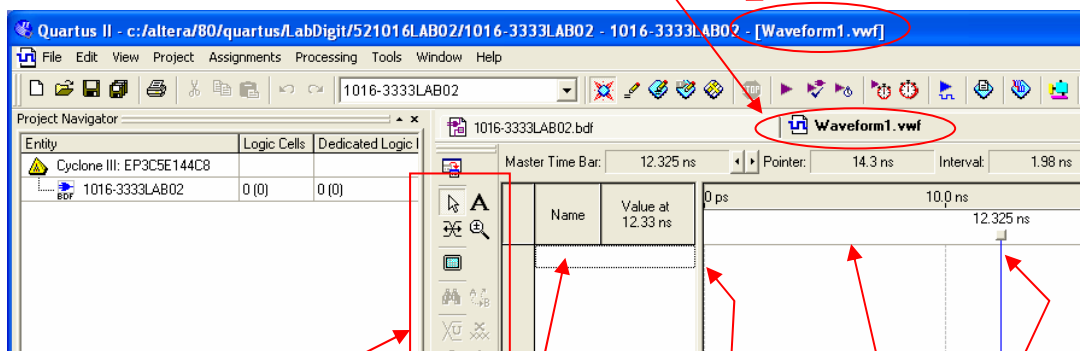 Quartus II - c:/altera/80/quartus/LabDigit/521016LAB02/1016-3333LAB02 - 1016-3333LAB02 - [Waveform1.vwf]
File Edit View Project Assignments Processing Tools Window Help
1016-3333LAB02
STOP
Project Navigator
1016-3333LAB02.bdf
Waveform1.vwf
Entity Logic Cells Dedicated Logic
Cyclone III: EP3C5E144C8
Master Time Bar: 12.325 ns Pointer: 14.3 ns Interval: 1.98 ns
BDF 1016-3333LAB02 0 (0) 0 (0)
A
Name
Value at
12.33 ns
0 ps 10.0 ns
12.325 ns